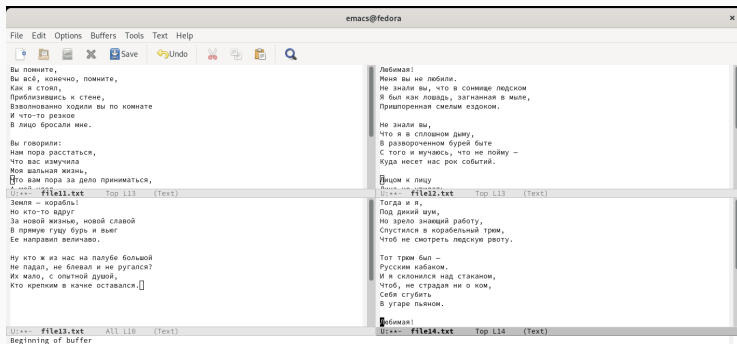 emacs@fedora
File Edit Options Buffers Tools Text Help
Save Undo
Вы помните,
Вы всё, конечно, помните,
Как я стоял,
Приблизившись к стене,
Взволнованно ходили вы по комнате
И что-то резкое
В лицо бросали мне.
Вы говорили:
Нам пора расстаться,
Что вас измучила
Моя шальная жизнь,
Что вам пора за дело приниматься,
А мой удел
U:**- file11.txt Top L13 (Text)
Любимая!
Меня вы не любили.
Не знали вы, что в сонмище людском
Я был как лошадь, загнанная в мыле,
Пришпоренная смелым ездоком.
Не знали вы,
Что я в сплошном дыму,
В развороченном бурей быте
С того и мучаюсь, что не пойму —
Куда несет нас рок событий.
Лицом к лицу
Лица не увидать.
U:**- file12.txt Top L13 (Text)
Земля — корабль!
Но кто-то вдруг
За новой жизнью, новой славой
В прямую гущу бурь и вьюг
Ее направил величаво.
Ну кто ж из нас на палубе большой
Не падал, не блевал и не ругался?
Их мало, с опытной душой,
Кто крепким в качке оставался.
U:**- file13.txt All L10 (Text)
Тогда и я,
Под дикий шум,
Но зрело знающий работу,
Спустился в корабельный трюм,
Чтоб не смотреть людскую рвоту.
Тот трюм был —
Русским кабаком.
И я склонился над стаканом,
Чтоб, не страдая ни о ком,
Себя сгубить
В угаре пьяном.
Любимая!
U:**- file14.txt Top L14 (Text)
Beginning of buffer